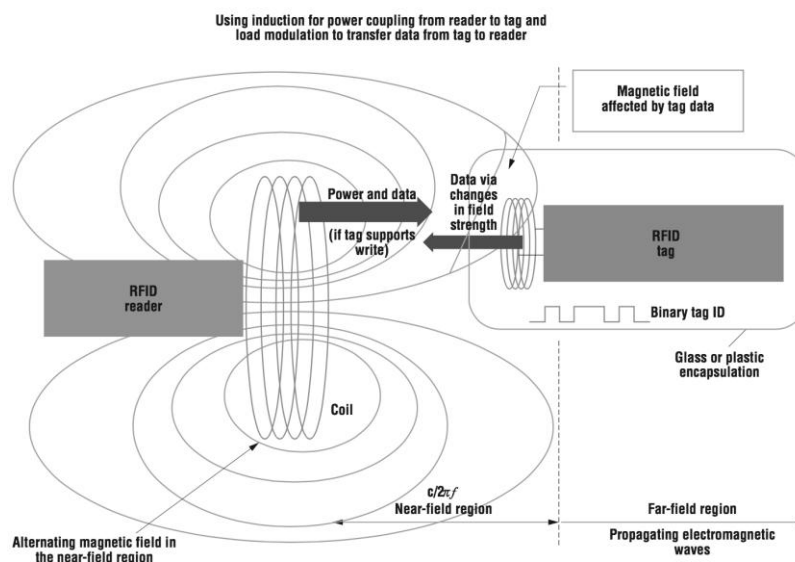 Using induction for power coupling from reader to tag and
load modulation to transfer data from tag to reader
Magnetic field
affected by tag data
Power and data
(if tag supports
write)
Data via
changes
in field
strength
RFID
tag
RFID
reader
Binary tag ID
Glass or plastic
encapsulation
Coil
c/2πf
Near-field region
Far-field region
Propagating electromagnetic
waves
Alternating magnetic field in
the near-field region